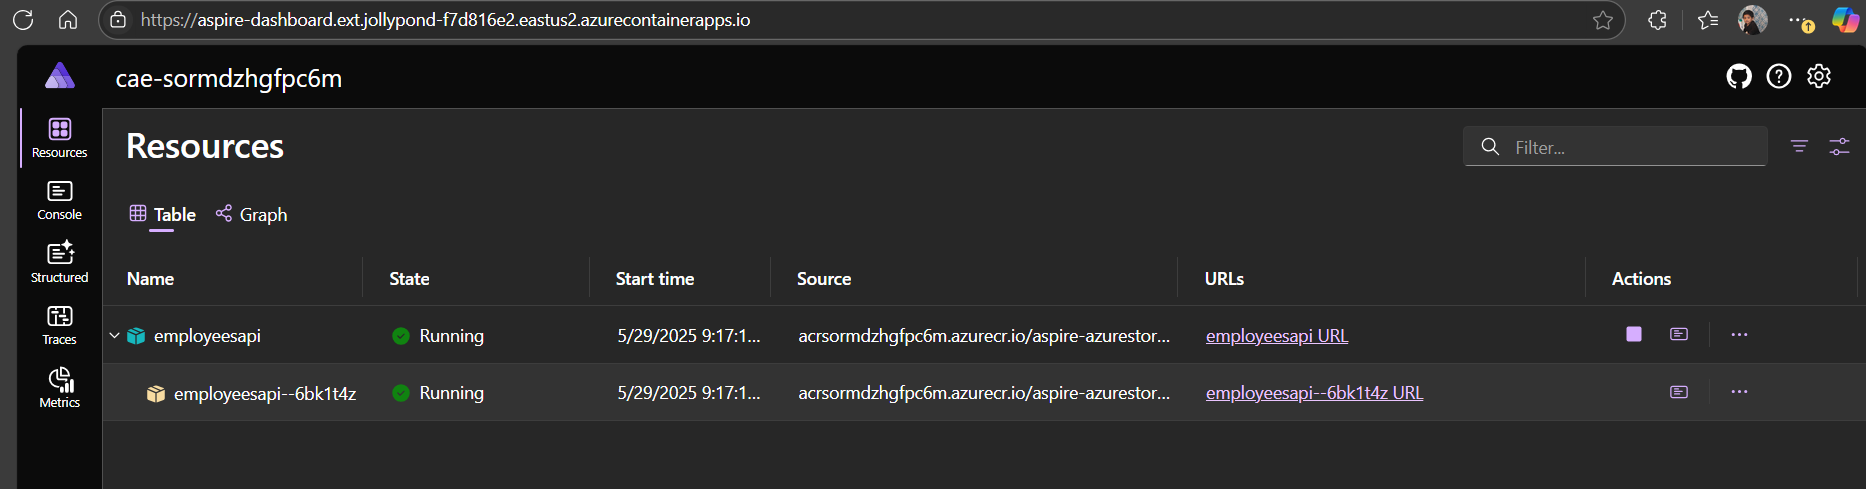 https://aspire-dashboard.ext.jollypond-f7d816e2.eastus2.azurecontainerapps.io
cae-sormdzhgfpc6m
Resources
Console
Structured
Traces
Metrics
Resources
Filter...
Table Graph
Name State Start time Source URLs Actions
employeesapi Running 5/29/2025 9:17:1... acrsormdzhgfpc6m.azurecr.io/aspire-azurestor... employeesapi URL
employeesapi--6bk1t4z Running 5/29/2025 9:17:1... acrsormdzhgfpc6m.azurecr.io/aspire-azurestor... employeesapi--6bk1t4z URL